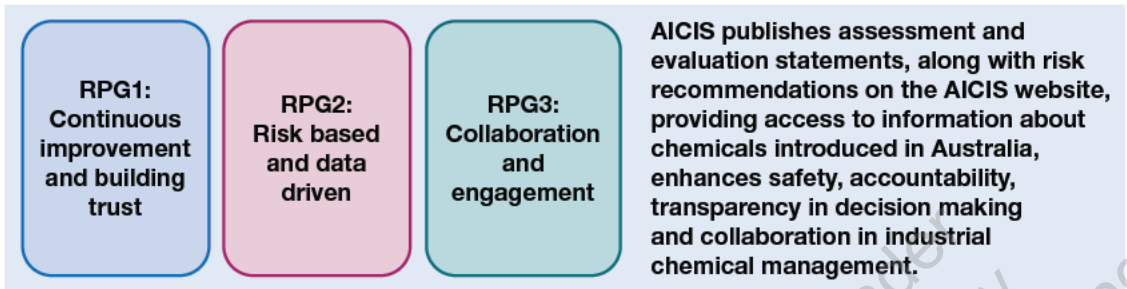 RPG1:
Continuous
improvement
and building
trust
RPG2:
Risk based
and data
driven
RPG3:
Collaboration
and
engagement
AICIS publishes assessment and
evaluation statements, along with risk
recommendations on the AICIS website,
providing access to information about
chemicals introduced in Australia,
enhances safety, accountability,
transparency in decision making
and collaboration in industrial
chemical management.